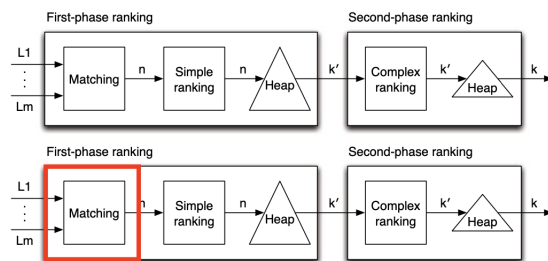 First-phase ranking
Second-phase ranking
L1
Lm
Matching
n
Simple
ranking
n
Heap
k′
Complex
ranking
k′
Heap
k
First-phase ranking
Second-phase ranking
L1
Lm
Matching
n
Simple
ranking
n
Heap
k′
Complex
ranking
k′
Heap
k